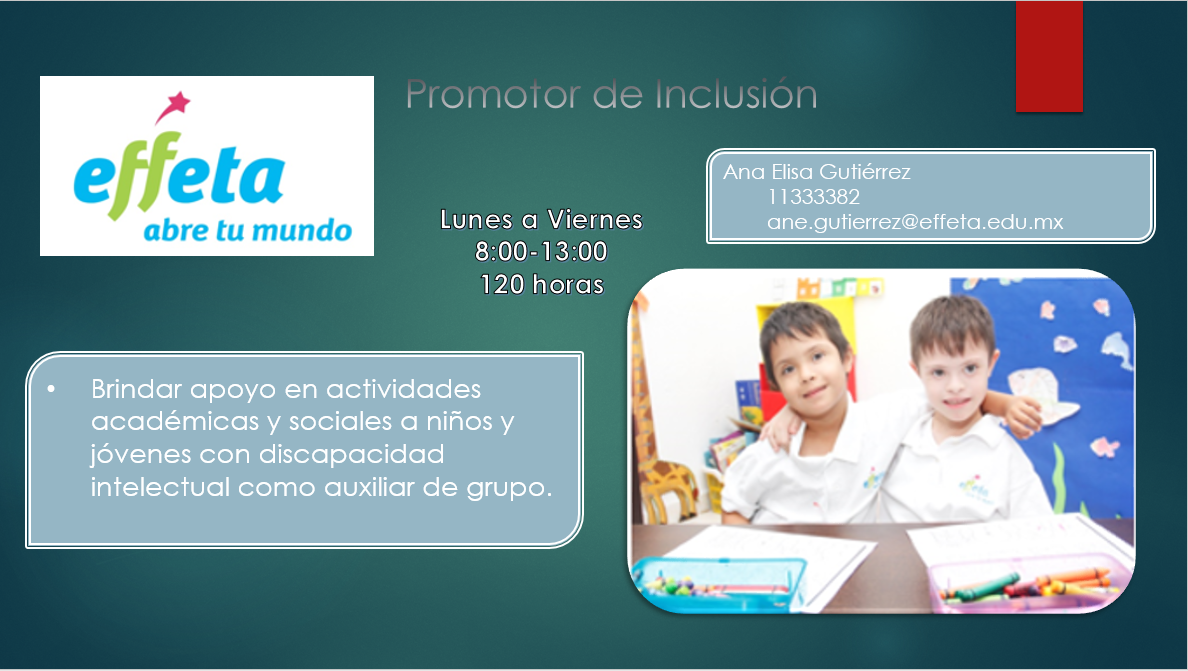 effeta
abre tu mundo
Promotor de Inclusión
Ana Elisa Gutiérrez
11333382
ane.gutierrez@effeta.edu.mx
Lunes a Viernes
8:00-13:00
120 horas
• Brindar apoyo en actividades
académicas y sociales a niños y
jóvenes con discapacidad
intelectual como auxiliar de grupo.
effeta